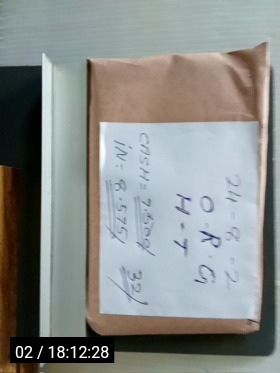 24-8-2
O.R.G
H-T
CASH = 7.500/
IN: 8.575/
32
02 / 18:12:28